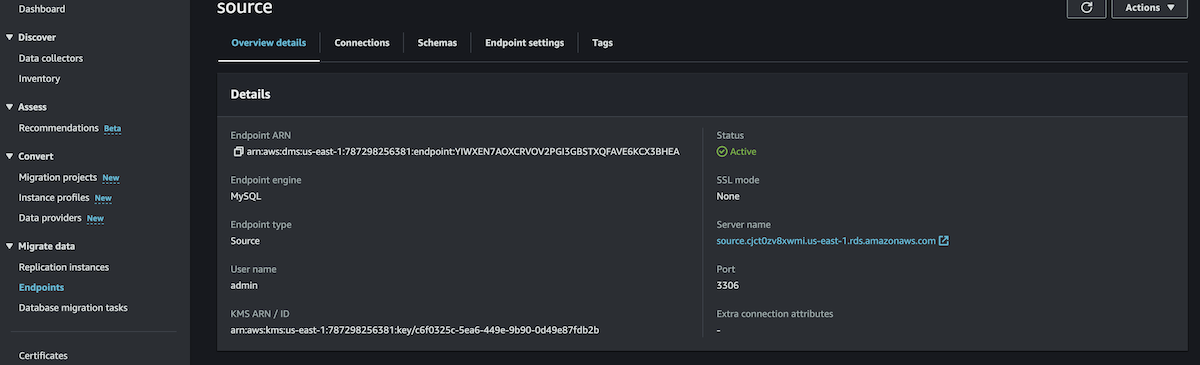 Dashboard
Discover
Data collectors
Inventory
Assess
Recommendations Beta
Convert
Migration projects New
Instance profiles New
Data providers New
Migrate data
Replication instances
Endpoints
Database migration tasks
Certificates
source
Actions
Overview details
Connections
Schemas
Endpoint settings
Tags
Details
Endpoint ARN
arn:aws:dms:us-east-1:787298256381:endpoint:YIWXEN7AOXCRVOV2PGI3GBSTXQFAVE6KCX3BHEA
Endpoint engine
MySQL
Endpoint type
Source
User name
admin
KMS ARN / ID
arn:aws:kms:us-east-1:787298256381:key/c6f0325c-5ea6-449e-9b90-0d49e87fdb2b
Status
Active
SSL mode
None
Server name
source.cjct0zv8xwmi.us-east-1.rds.amazonaws.com
Port
3306
Extra connection attributes
-